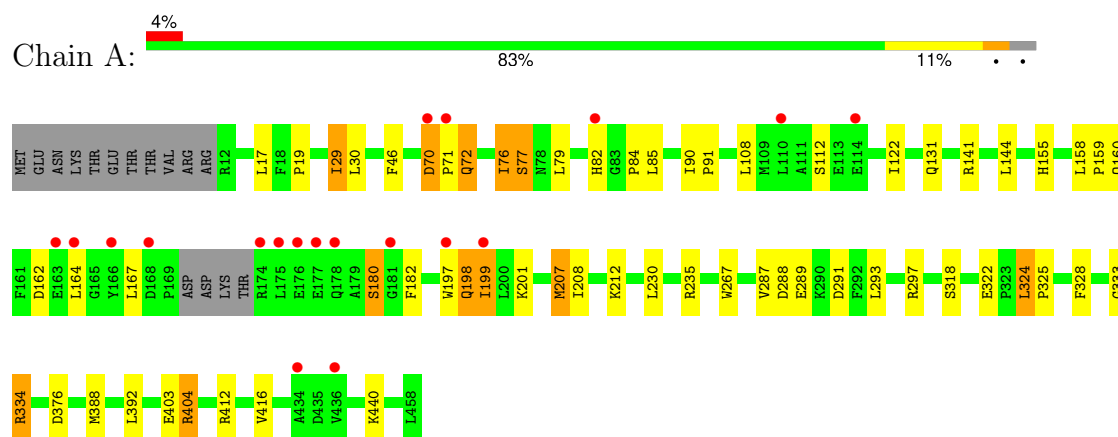 4%
Chain A:
83% 11% • •
MET GLU ASN LYS THR GLU THR THR VAL ARG ARG R12 L17 F18 P19 I29 L30 F46 D70 P71 Q72 I76 S77 N78 L79 H82 G83 P84 L85 I90 P91 L108 M109 L110 A111 S112 E113 E114 I122 Q131 R141 L144 H155 L158 P159 Q160
F161 D162 E163 L164 G165 Y166 L167 D168 P169 ASP ASP LYS THR R174 L175 E176 E177 Q178 A179 S180 G181 F182 W197 Q198 I199 L200 K201 M207 I208 K212 L230 R235 W267 V287 D288 E289 K290 D291 F292 L293 R297 S318 E322 P323 L324 P325 F328
R334 D376 M388 L392 E403 R404 R412 V416 A434 D435 V436 K440 L458